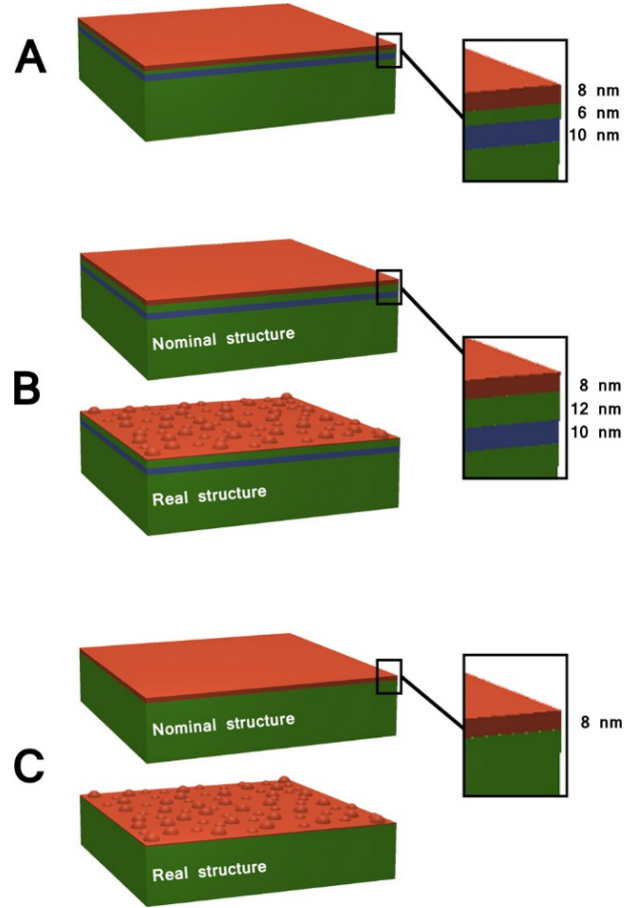 A
8 nm
6 nm
10 nm
Nominal structure
B
8 nm
12 nm
10 nm
Real structure
Nominal structure
8 nm
C
Real structure